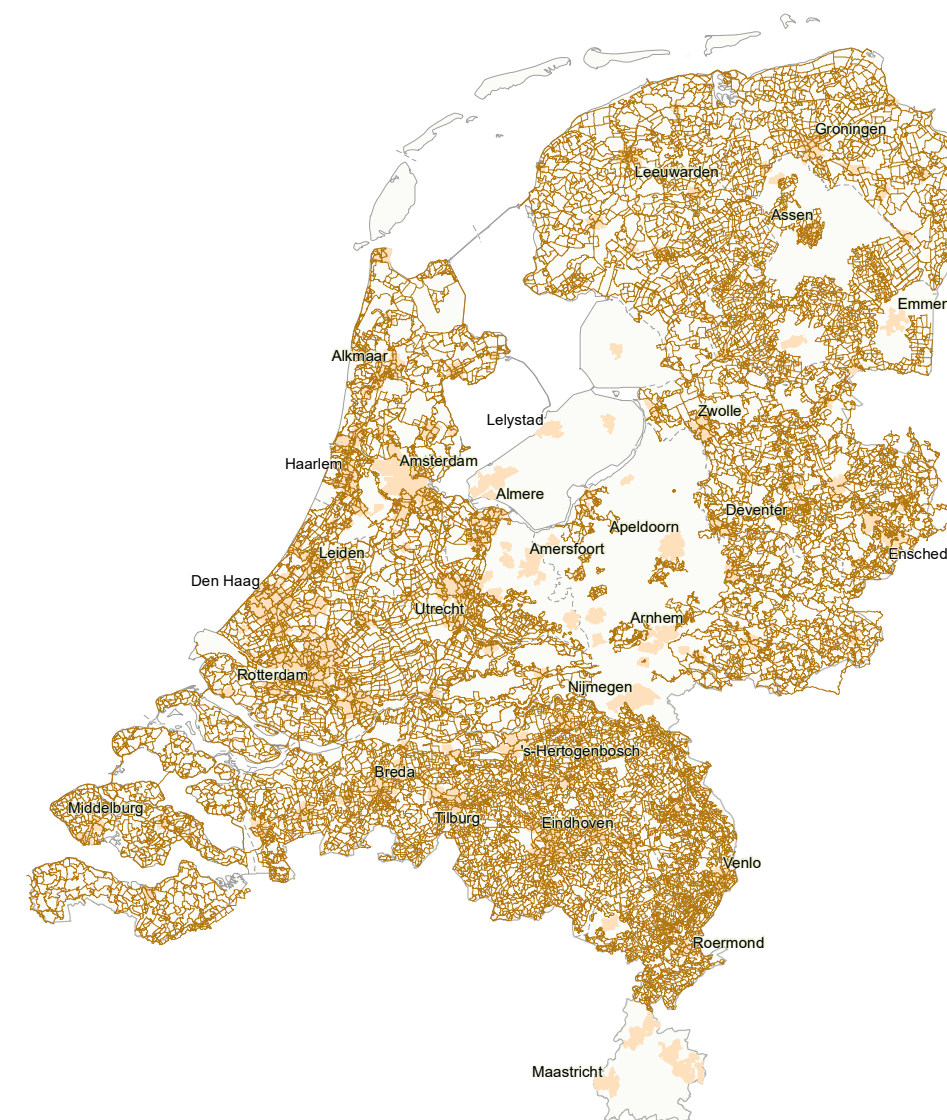 Groningen
Leeuwarden
Assen
Emmer
Alkmaar
Zwolle
Lelystad
Haarlem
Amsterdam
Almere
Deventer
Apeldoorn
Amersfoort
Leiden
Ensched
Den Haag
Utrecht
Arnhem
Rotterdam
Nijmegen
's-Hertogenbosch
Breda
Middelburg
Tilburg
Eindhoven
Venlo
Roermond
Maastricht